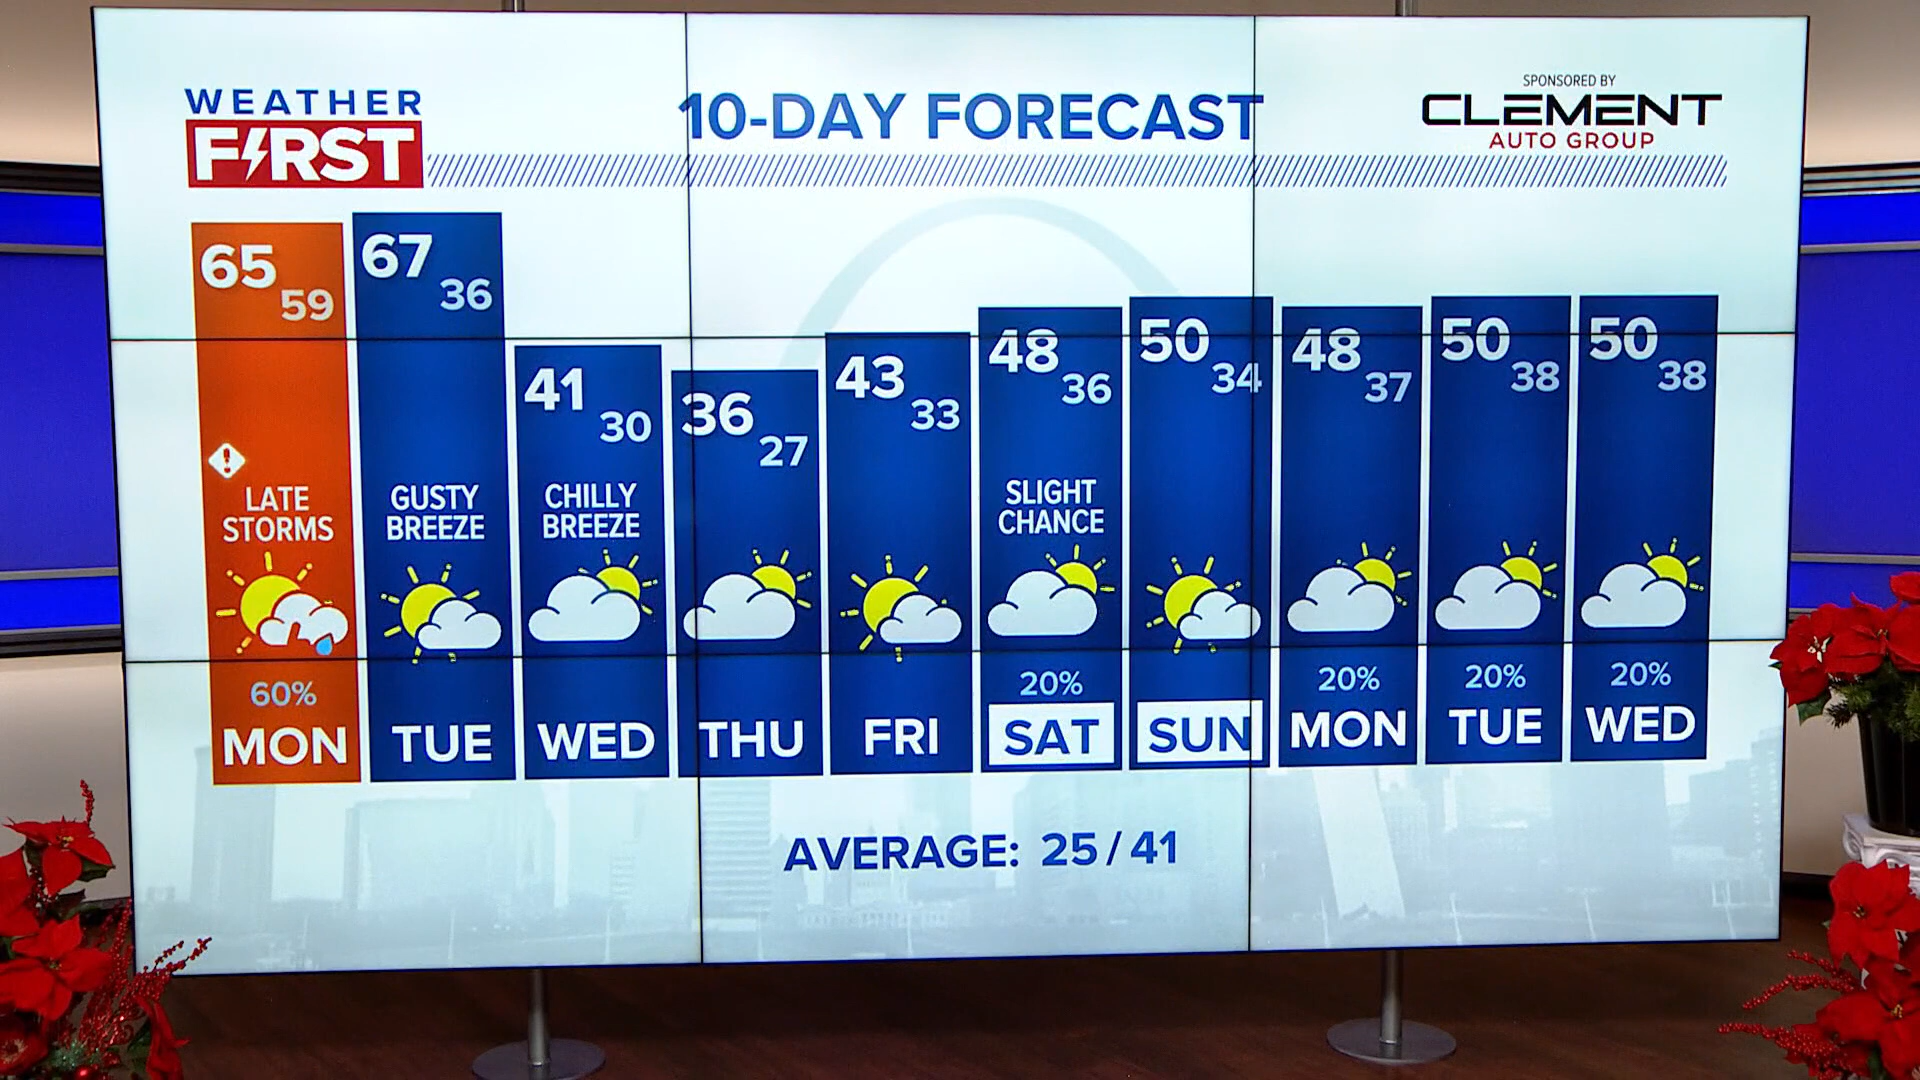 WEATHER
FIRST
10-DAY FORECAST
SPONSORED BY
CLEMENT
AUTO GROUP
65
59
LATE
STORMS
60%
MON
67
36
GUSTY
BREEZE
TUE
41
30
CHILLY
BREEZE
WED
36
27
THU
43
33
FRI
48
36
SLIGHT
CHANCE
20%
SAT
50
34
SUN
48
37
20%
MON
50
38
20%
TUE
50
38
20%
WED
AVERAGE: 25 / 41